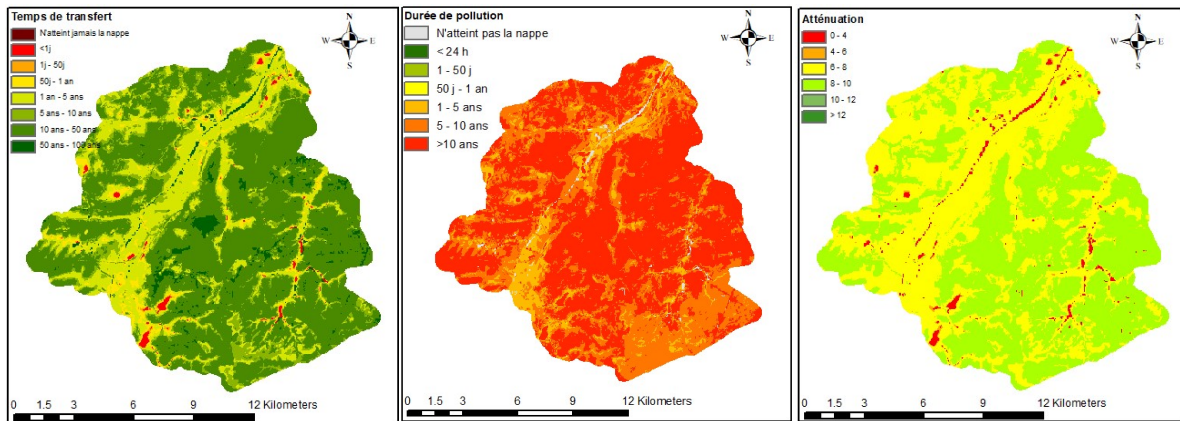 Temps de transfert
N'atteint jamais la nappe
<1j
1j - 50j
50j - 1 an
1 an - 5 ans
5 ans - 10 ans
10 ans - 50 ans
50 ans - 100 ans
N
W E
S
0 1.5 3 6 9 12 Kilometers
Durée de pollution
N'atteint pas la nappe
< 24 h
1 - 50 j
50 j - 1 an
1 - 5 ans
5 - 10 ans
>10 ans
N
W E
S
0 1.5 3 6 9 12 Kilometers
Atténuation
0 - 4
4 - 6
6 - 8
8 - 10
10 - 12
>12
N
W E
S
0 1.5 3 6 9 12 Kilometers